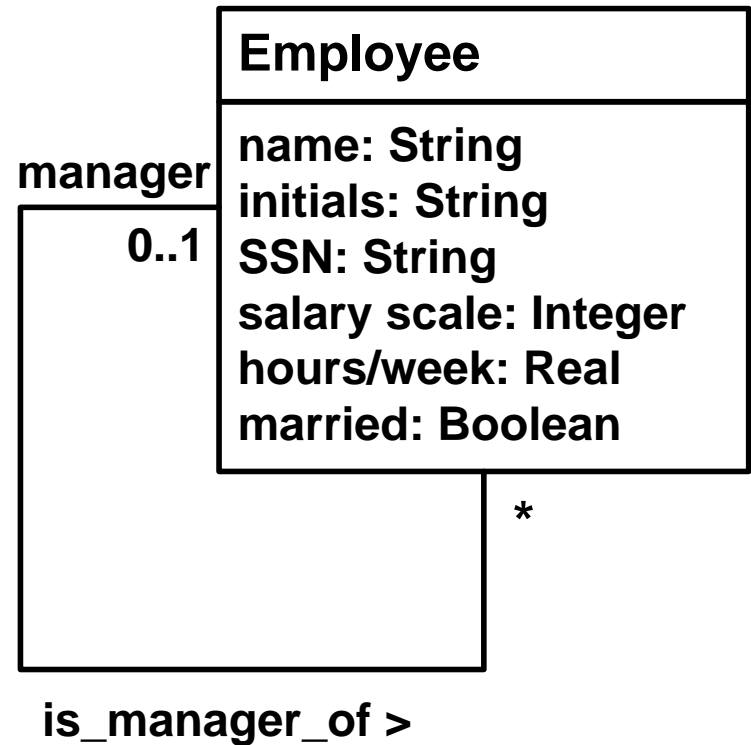 Employee
name: String
initials: String
SSN: String
salary scale: Integer
hours/week: Real
married: Boolean
manager
0..1
*
is_manager_of >